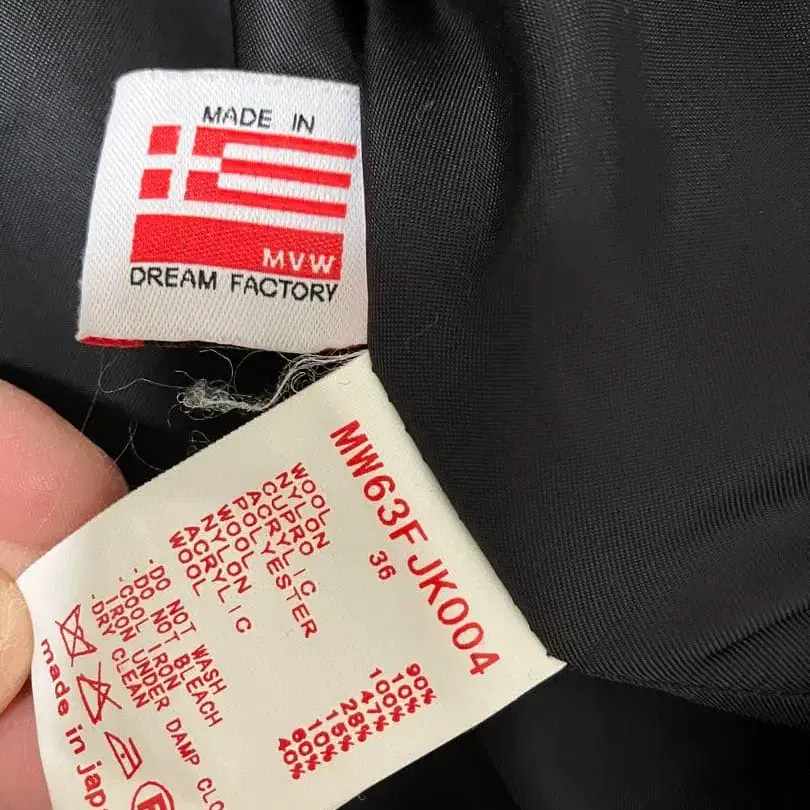 MADE IN
MVW
DREAM FACTORY
MW63FJK004
36
WOOL 90%
NYLON 10%
CUPRO 100%
ACRYLIC 47%
POLYESTER 28%
WOOL 15%
NYLON 10%
ACRYLIC 60%
WOOL 40%
-DO NOT WASH
-DO NOT BLEACH
-COOL IRON
IRON UNDER DAMP CLO
-DRY CLEAN
made in japa